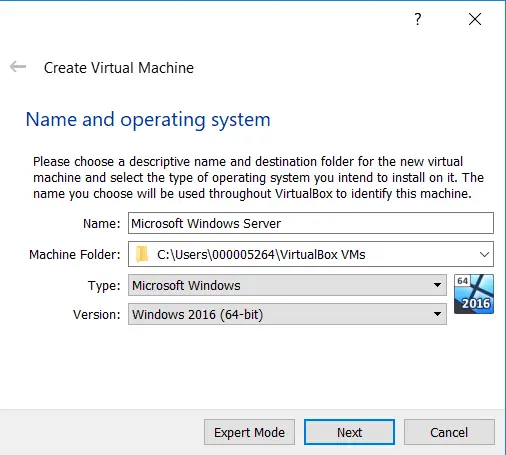 ?
Create Virtual Machine
Name and operating system
Please choose a descriptive name and destination folder for the new virtual
machine and select the type of operating system you intend to install on it. The
name you choose will be used throughout VirtualBox to identify this machine.
Name: Microsoft Windows Server
Machine Folder: C:\Users\000005264\VirtualBox VMs
Type: Microsoft Windows
64
2016
Version: Windows 2016 (64-bit)
Expert Mode Next Cancel